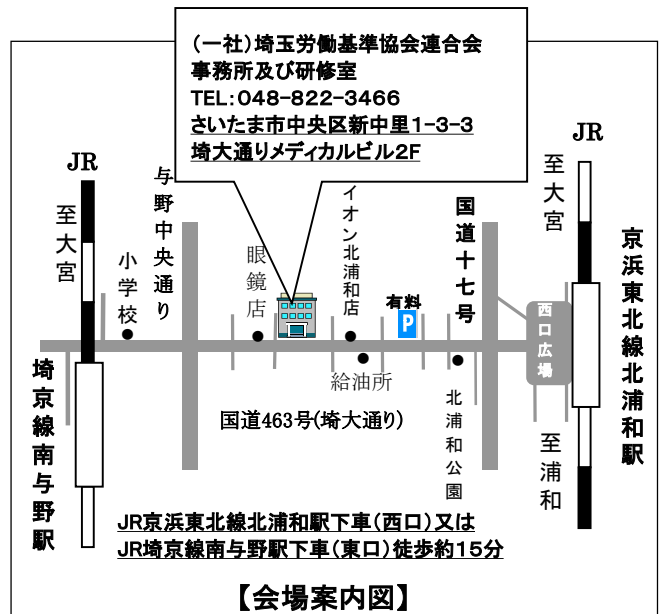 （一社）埼玉労働基準協会連合会
事務所及び研修室
TEL：048-822-3466
さいたま市中央区新中里1-3-3
埼大通りメディカルビル2F
JR
至大宮
小学校
与野中央通り
眼鏡店
イオン北浦和店
有料
P
国道十七号
JR
至大宮
京浜東北線北浦和駅
西口広場
給油所
埼京線南与野駅
国道463号(埼大通り)
北浦和公園
至浦和
JR京浜東北線北浦和駅下車（西口）又は
JR埼京線南与野駅下車（東口）徒歩約15分
【会場案内図】